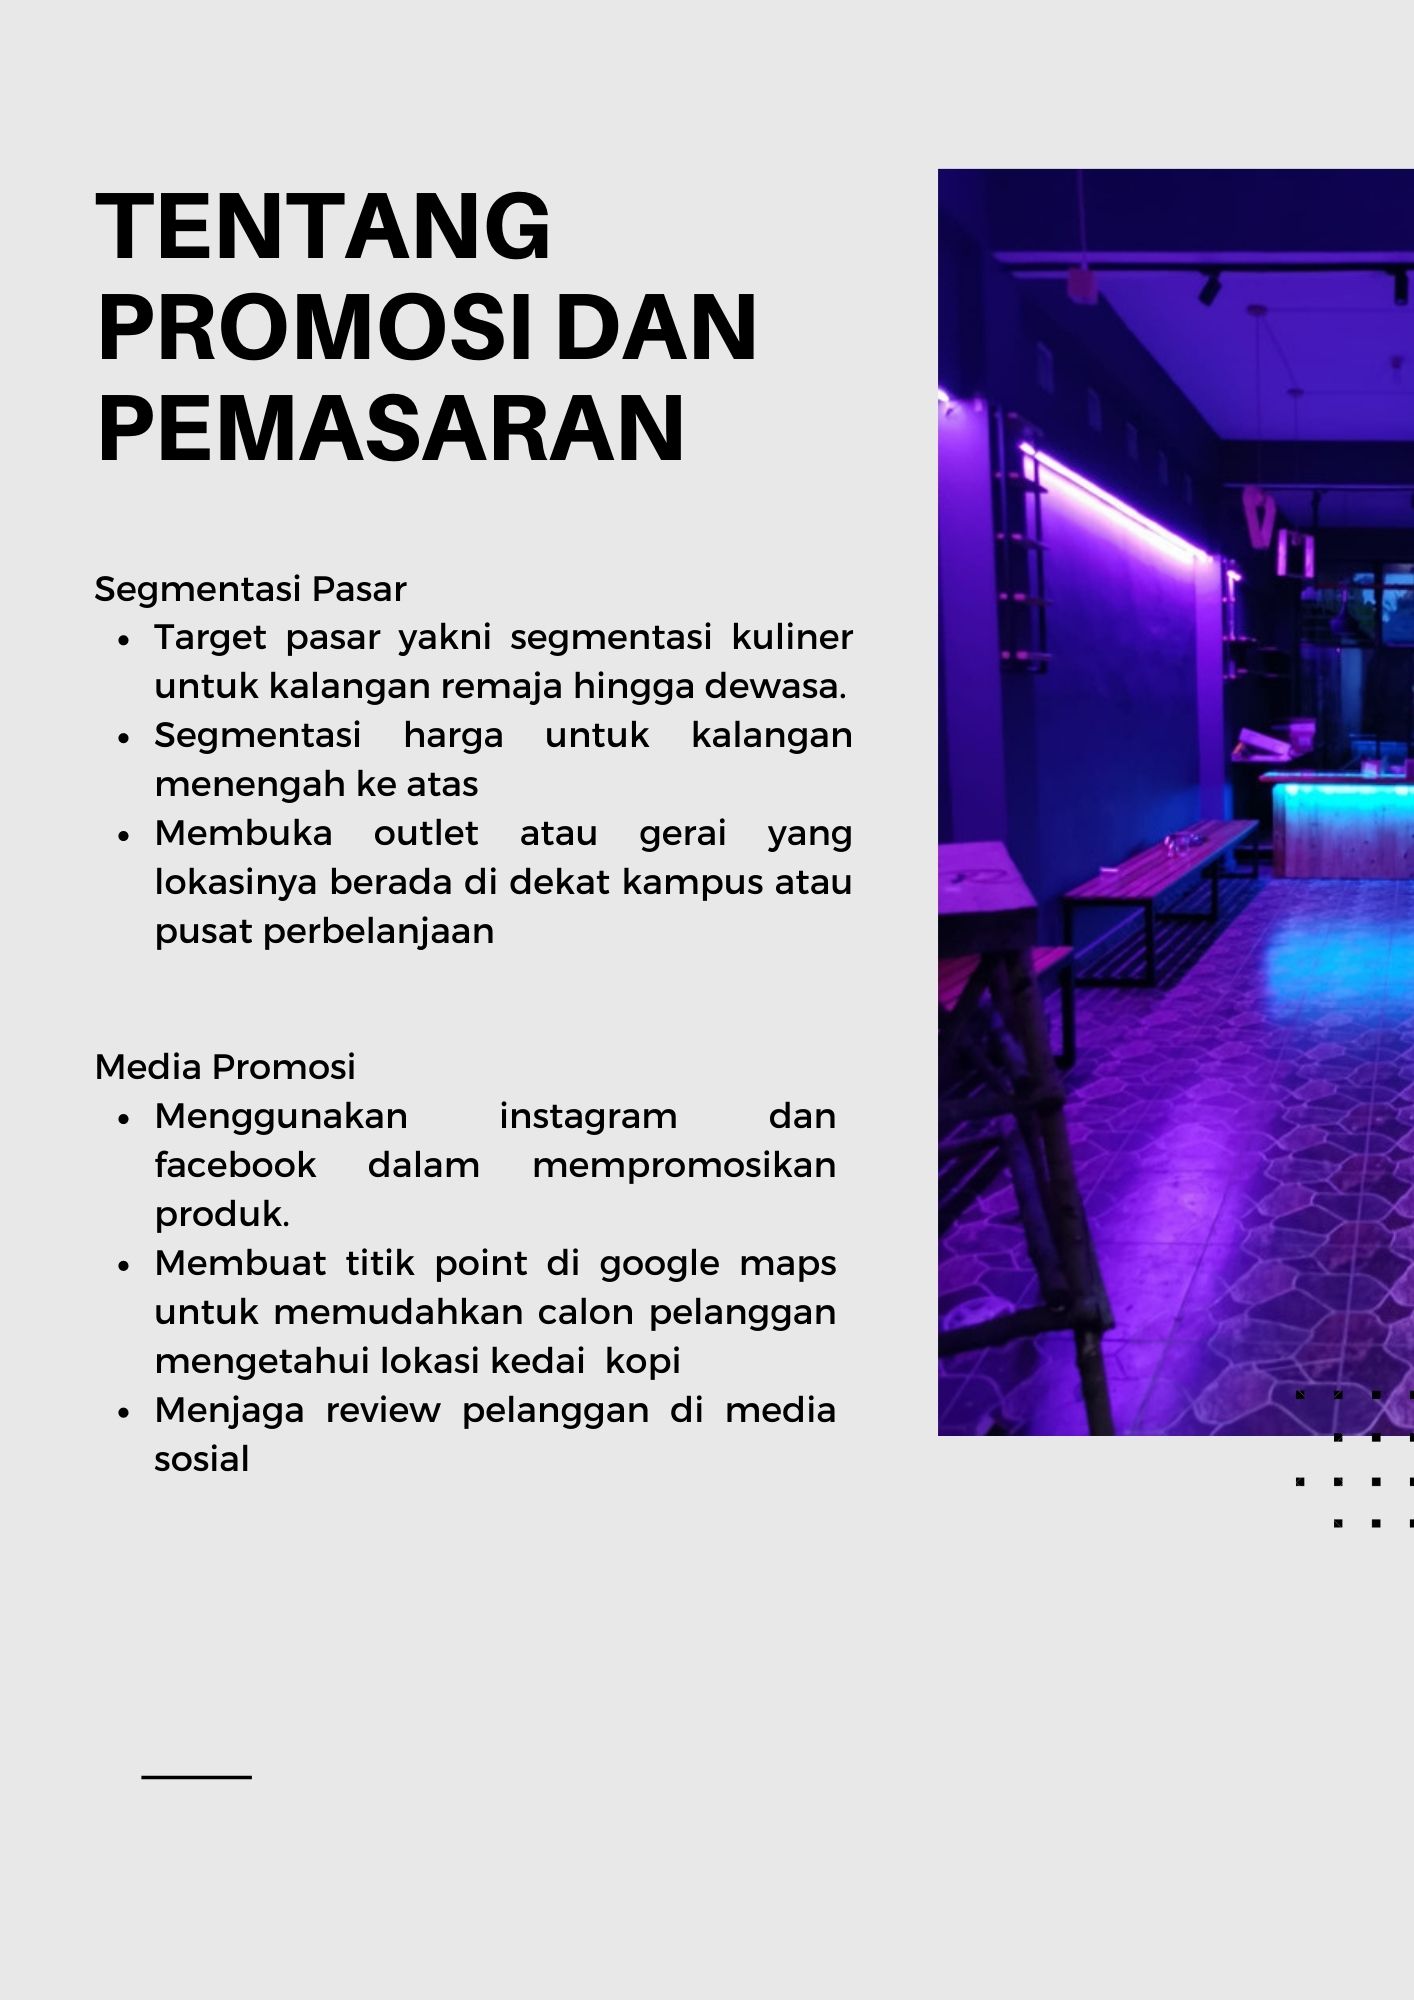 TENTANG
PROMOSI DAN
PEMASARAN
Segmentasi Pasar
• Target pasar yakni segmentasi kuliner
untuk kalangan remaja hingga dewasa.
• Segmentasi harga untuk kalangan
menengah ke atas
• Membuka outlet atau gerai yang
lokasinya berada di dekat kampus atau
pusat perbelanjaan
Media Promosi
• Menggunakan instagram dan
facebook dalam mempromosikan
produk.
• Membuat titik point di google maps
untuk memudahkan calon pelanggan
mengetahui lokasi kedai  kopi
• Menjaga review pelanggan di media
sosial